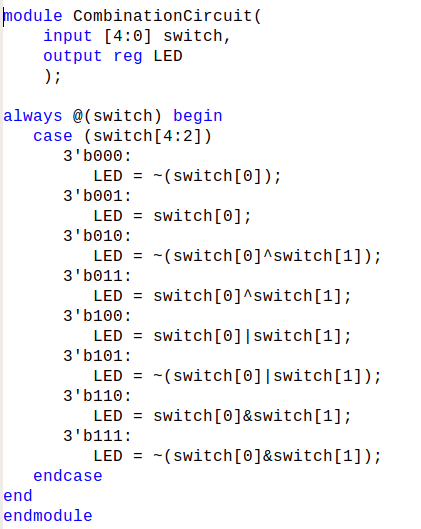 module CombinationCircuit(
    input [4:0] switch,
    output reg LED
    );

always @(switch) begin
   case (switch[4:2])
      3'b000:
         LED = ~(switch[0]);
      3'b001:
         LED = switch[0];
      3'b010:
         LED = ~(switch[0]^switch[1]);
      3'b011:
         LED = switch[0]^switch[1];
      3'b100:
         LED = switch[0]|switch[1];
      3'b101:
         LED = ~(switch[0]|switch[1]);
      3'b110:
         LED = switch[0]&switch[1];
      3'b111:
         LED = ~(switch[0]&switch[1]);
   endcase
end
endmodule